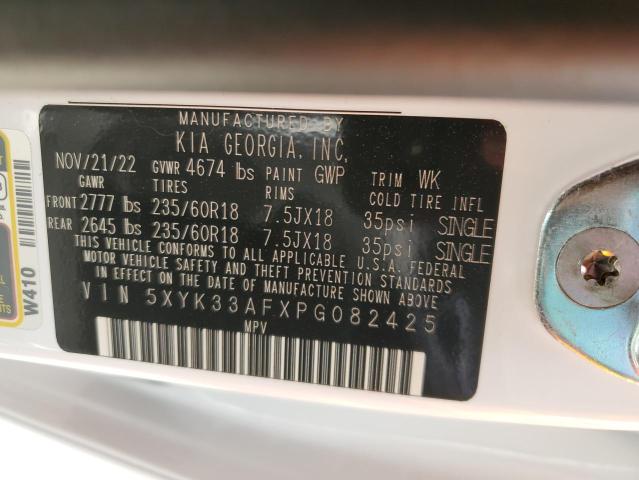 MANUFACTURED BY
KIA GEORGIA, INC.
NOV/21/22 GVWR 4674 lbs PAINT GWP TRIM WK
GAWR TIRES RIMS COLD TIRE INFL
FRONT 2777 lbs 235/60R18 7.5JX18 35psi SINGLE
REAR 2645 lbs 235/60R18 7.5JX18 35psi SINGLE
THIS VEHICLE CONFORMS TO ALL APPLICABLE U.S.A. FEDERAL
MOTOR VEHICLE SAFETY AND THEFT PREVENTION STANDARDS
IN EFFECT ON THE DATE OF MANUFACTURE SHOWN ABOVE.
VIN 5XYK33AFXPG082425
MPV
W410